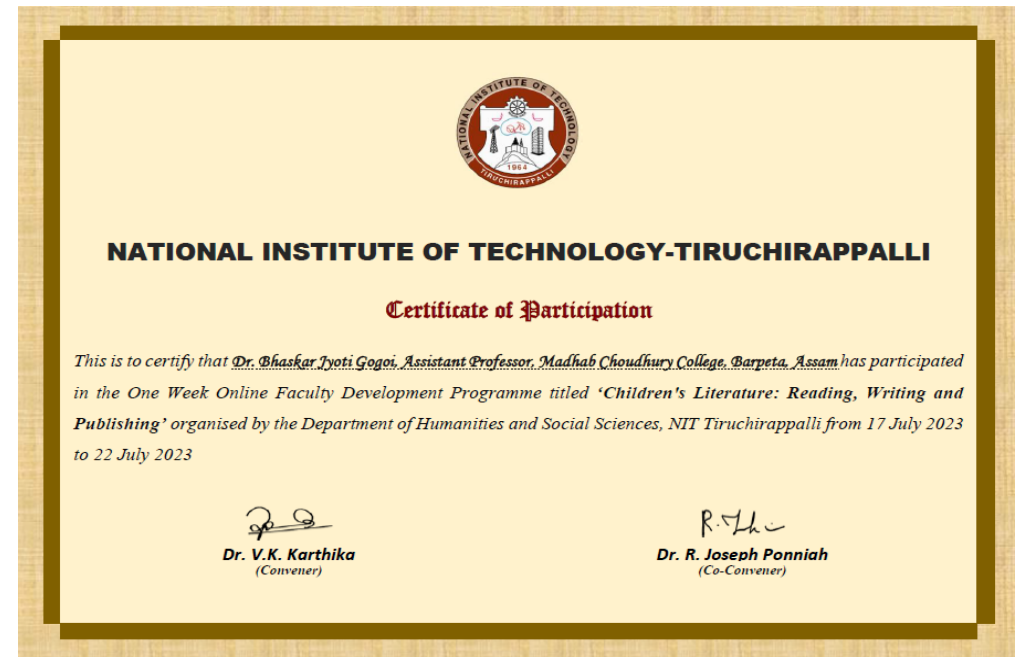 NATIONAL INSTITUTE OF TECHNOLOGY
1964
TIRUCHIRAPPALLI
NATIONAL INSTITUTE OF TECHNOLOGY-TIRUCHIRAPPALLI
Certificate of Participation
This is to certify that Dr. Bhaskar Jyoti Gogoi, Assistant Professor, Madhab Choudhury College, Barpeta, Assam has participated
in the One Week Online Faculty Development Programme titled ‘Children's Literature: Reading, Writing and
Publishing’ organised by the Department of Humanities and Social Sciences, NIT Tiruchirappalli from 17 July 2023
to 22 July 2023
Dr. V.K. Karthika
(Convener)
Dr. R. Joseph Ponniah
(Co-Convener)